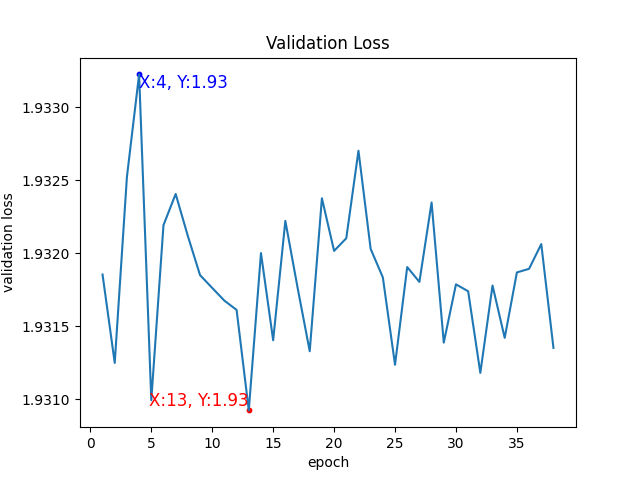 Validation Loss
X:4, Y:1.93
1.9330
1.9325
1.9320
validation loss
1.9315
1.9310
X:13, Y:1.93
0 5 10 15 20 25 30 35
epoch